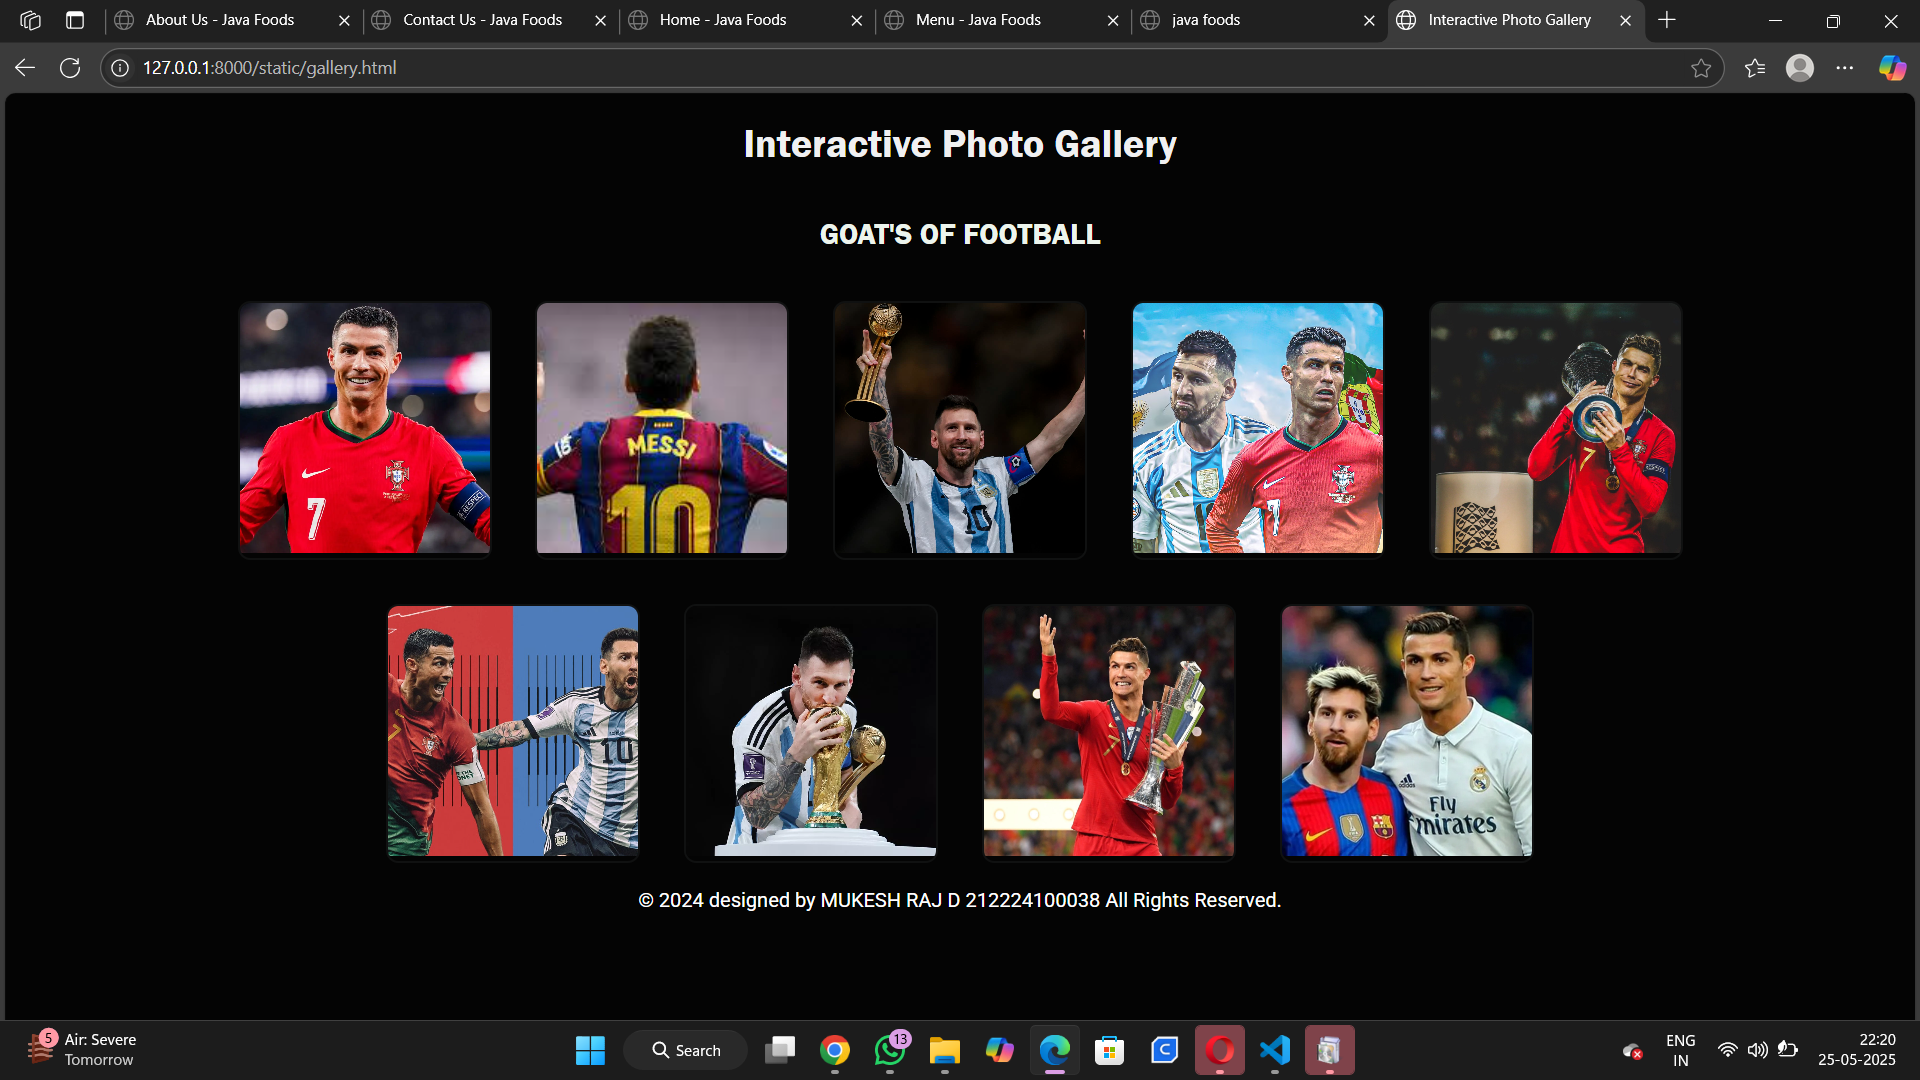 About Us - Java Foods
Contact Us - Java Foods
Home - Java Foods
Menu - Java Foods
java foods
Interactive Photo Gallery
127.0.0.1:8000/static/gallery.html
Interactive Photo Gallery
GOAT'S OF FOOTBALL
7
RESPECT
MESSI
10
10
7
7
10
Fly
Emirates
adidas
© 2024 designed by MUKESH RAJ D 212224100038 All Rights Reserved.
5
Air: Severe
Tomorrow
Search
13
ENG
IN
22:20
25-05-2025